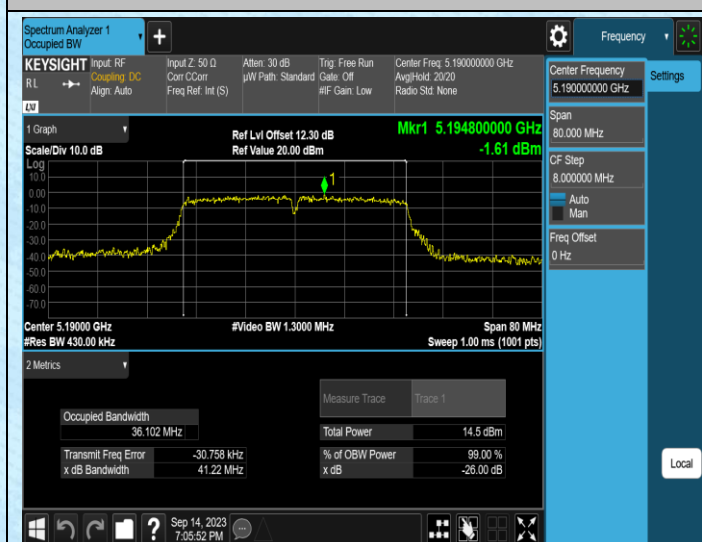 Spectrum Analyzer 1
Occupied BW
Frequency
KEYSIGHT
RL
LXI
Input: RF
Coupling: DC
Align: Auto
Input Z: 50 Ω
Corr CCorr
Freq Ref: Int (S)
Atten: 30 dB
µW Path: Standard
Trig: Free Run
Gate: Off
#IF Gain: Low
Center Freq: 5.190000000 GHz
Avg|Hold: 20/20
Radio Std: None
1 Graph
Scale/Div 10.0 dB
Ref Lvl Offset 12.30 dB
Ref Value 20.00 dBm
Mkr1 5.194800000 GHz
-1.61 dBm
Log
10.0
0.00
-10.0
-20.0
-30.0
-40.0
-50.0
-60.0
-70.0
1
Center 5.19000 GHz
#Res BW 430.00 kHz
#Video BW 1.3000 MHz
Span 80 MHz
Sweep 1.00 ms (1001 pts)
2 Metrics
Measure Trace Trace 1
Occupied Bandwidth
36.102 MHz
Total Power 14.5 dBm
Transmit Freq Error -30.758 kHz
x dB Bandwidth 41.22 MHz
% of OBW Power 99.00 %
x dB -26.00 dB
Sep 14, 2023
7:05:52 PM
Center Frequency
5.190000000 GHz
Span
80.000 MHz
CF Step
8.000000 MHz
Auto
Man
Freq Offset
0 Hz
Settings
Local